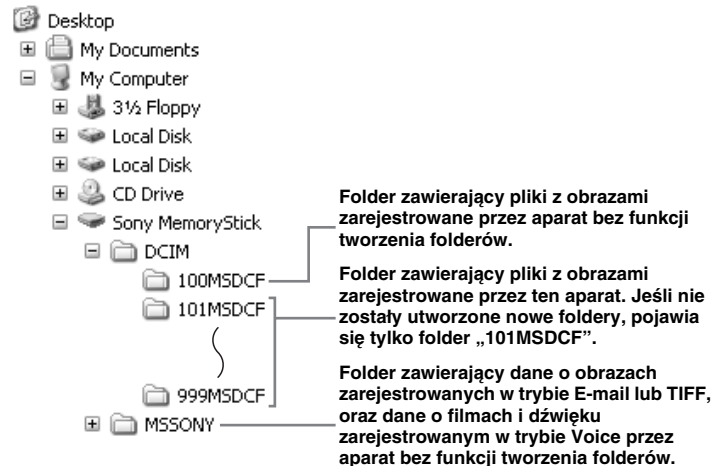 Desktop
My Documents
My Computer
3½ Floppy
Local Disk
Local Disk
CD Drive
Sony MemoryStick
DCIM
100MSDCF
101MSDCF
999MSDCF
MSSONY
Folder zawierający pliki z obrazami
zarejestrowane przez aparat bez funkcji
tworzenia folderów.
Folder zawierający pliki z obrazami
zarejestrowane przez ten aparat. Jeśli nie
zostały utworzone nowe foldery, pojawia
się tylko folder „101MSDCF”.
Folder zawierający dane o obrazach
zarejestrowanych w trybie E-mail lub TIFF,
oraz dane o filmach i dźwięku
zarejestrowanym w trybie Voice przez
aparat bez funkcji tworzenia folderów.